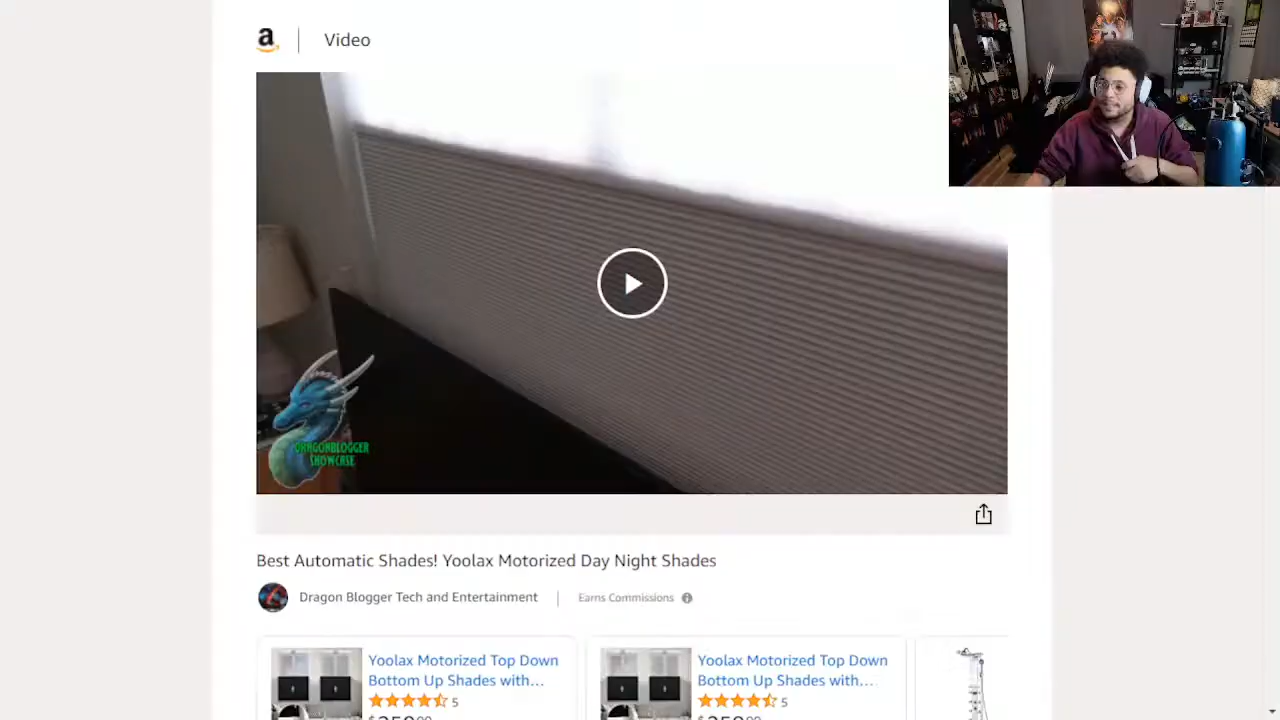 a
Video
DRAGONBLOGGER
SHOWCASE
Best Automatic Shades! Yoolax Motorized Day Night Shades
Dragon Blogger Tech and Entertainment
Earns Commissions
Yoolax Motorized Top Down
Bottom Up Shades with...
5
Yoolax Motorized Top Down
Bottom Up Shades with...
5